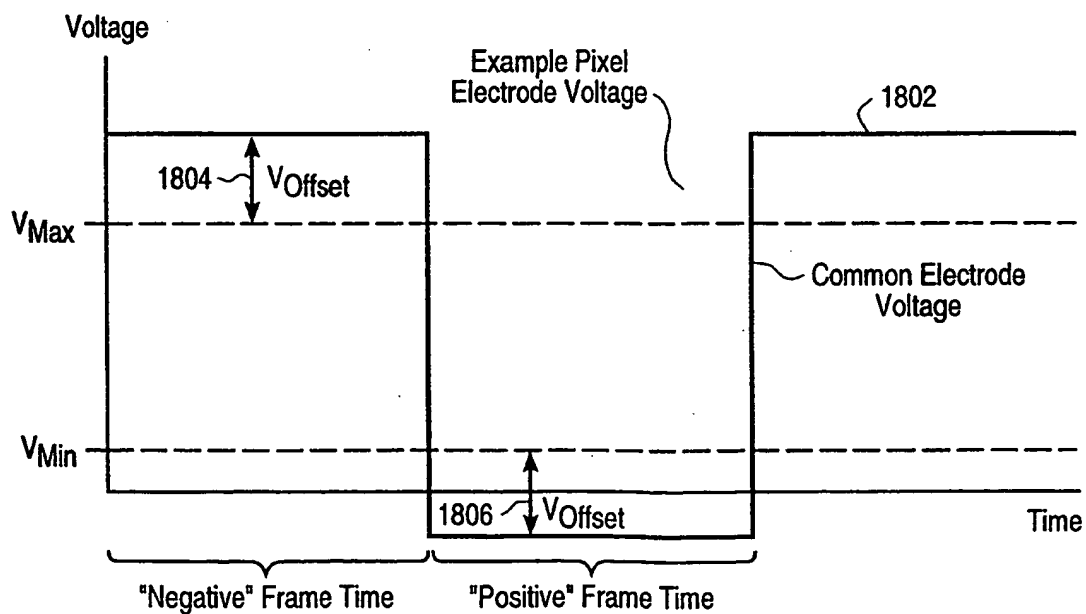 Voltage
Example Pixel
Electrode Voltage
1802
1804
VOffset
VMax
Common Electrode
Voltage
VMin
1806
VOffset
Time
"Negative" Frame Time
"Positive" Frame Time